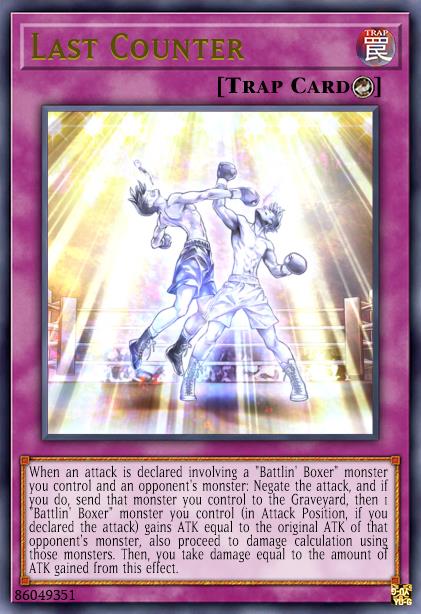 LAST COUNTER
TRAP
罠
[TRAP CARD]
When an attack is declared involving a "Battlin' Boxer" monster
you control and an opponent's monster: Negate the attack, and if
you do, send that monster you control to the Graveyard, then 1
"Battlin' Boxer" monster you control (in Attack Position, if you
declared the attack) gains ATK equal to the original ATK of that
opponent's monster, also proceed to damage calculation using
those monsters. Then, you take damage equal to the amount of
ATK gained from this effect.
86049351